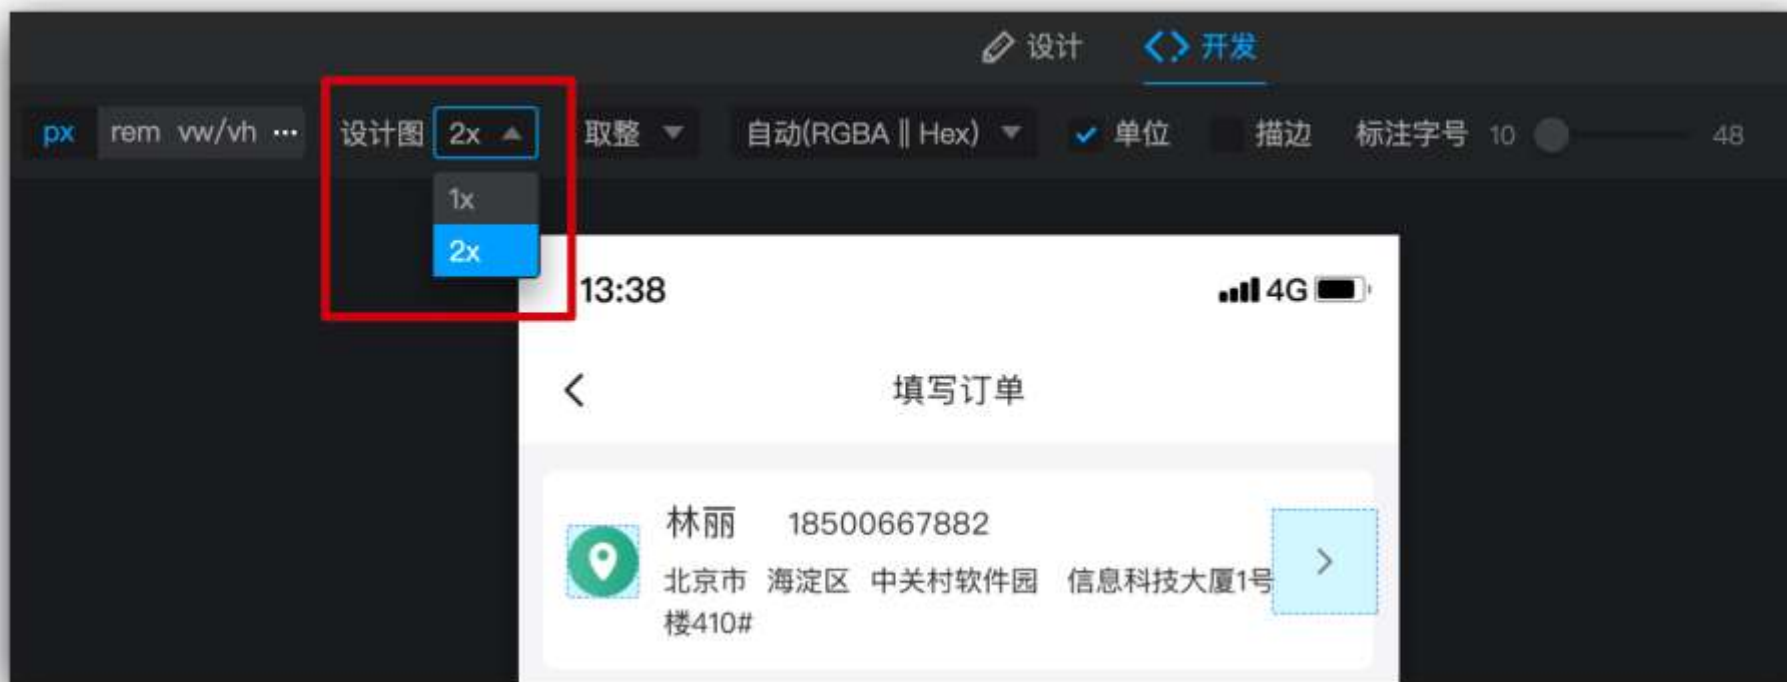 设计 开发
px rem vw/vh ... 设计图 2x 取整 自动(RGBA || Hex) 单位 描边 标注字号 10 48
1x
2x
13:38 4G
填写订单
林丽 18500667882
北京市 海淀区 中关村软件园 信息科技大厦1号
楼410#